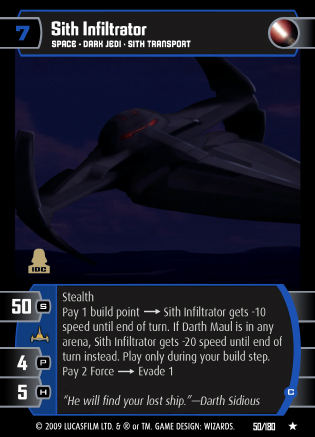 7
Sith Infiltrator
SPACE • DARK JEDI • SITH TRANSPORT
IDC
50 S
4 P
5 H
Stealth
Pay 1 build point → Sith Infiltrator gets -10
speed until end of turn. If Darth Maul is in any
arena, Sith Infiltrator gets -20 speed until end of
turn instead. Play only during your build step.
Pay 2 Force → Evade 1
“He will find your lost ship.”—Darth Sidious
C
© 2009 LUCASFILM LTD. & ® or TM. GAME DESIGN: WIZARDS. 50/180 ★